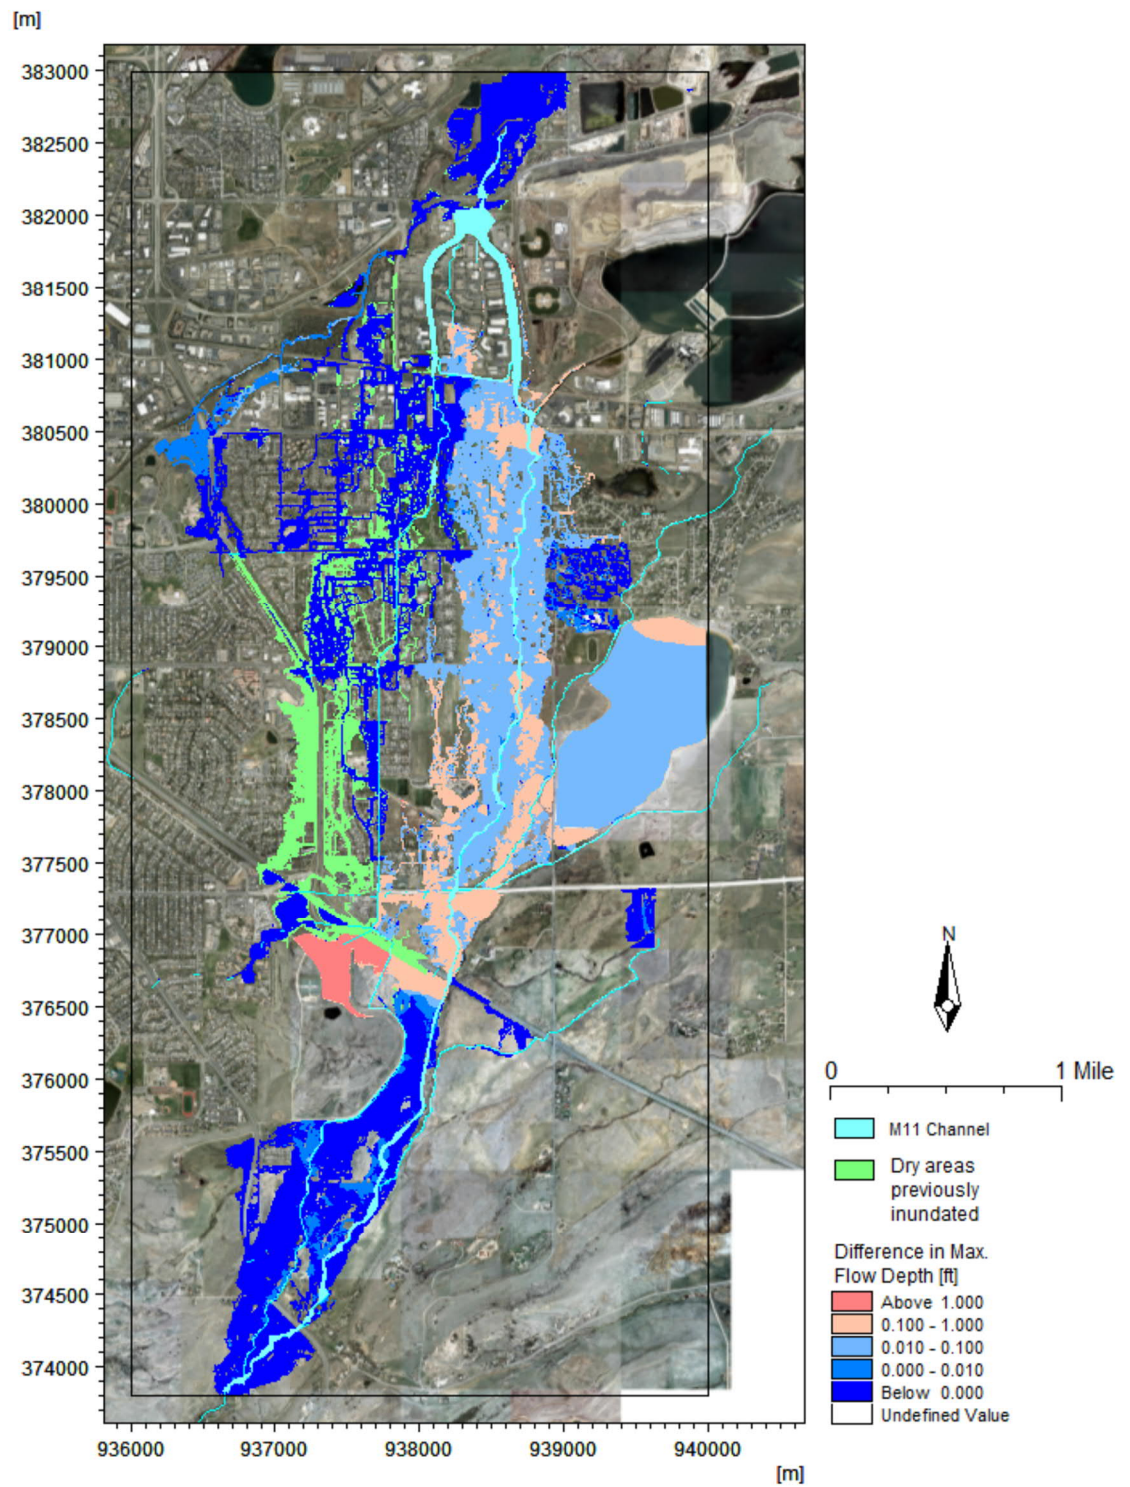 [m]
383000
382500
382000
381500
381000
380500
380000
379500
379000
378500
378000
377500
377000
376500
376000
375500
375000
374500
374000
936000 937000 938000 939000 940000
[m]
N
0 1 Mile
M11 Channel
Dry areas
previously
inundated
Difference in Max.
Flow Depth [ft]
Above 1.000
0.100 - 1.000
0.010 - 0.100
0.000 - 0.010
Below 0.000
Undefined Value